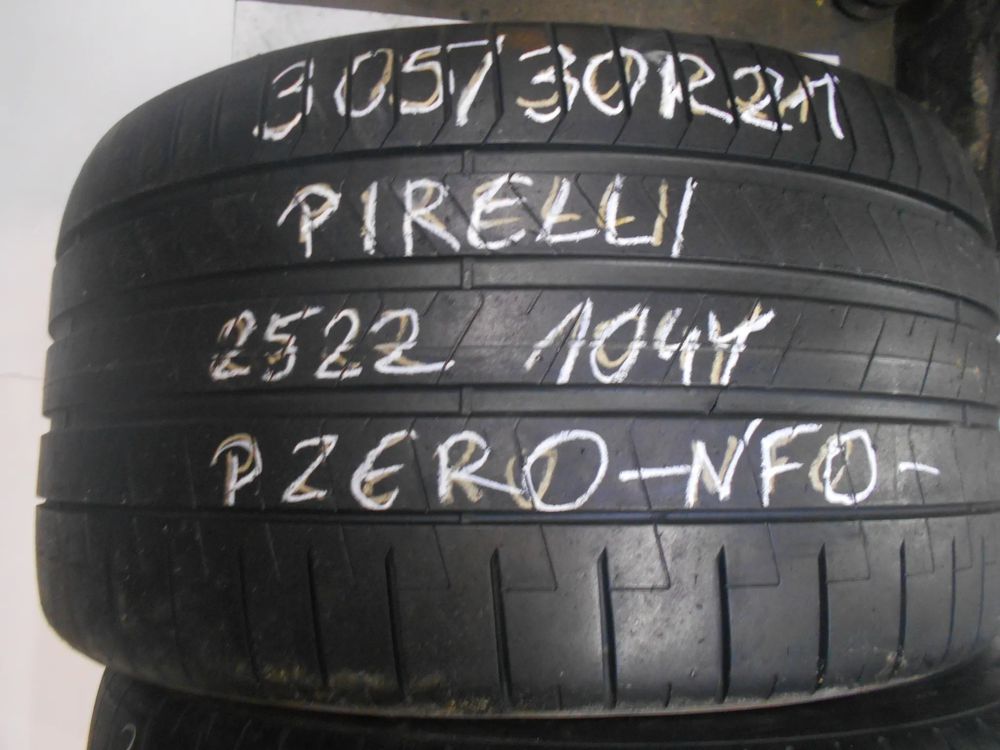 305/30R21
PIRELLI
2522 104Y
PZERO-NFO-